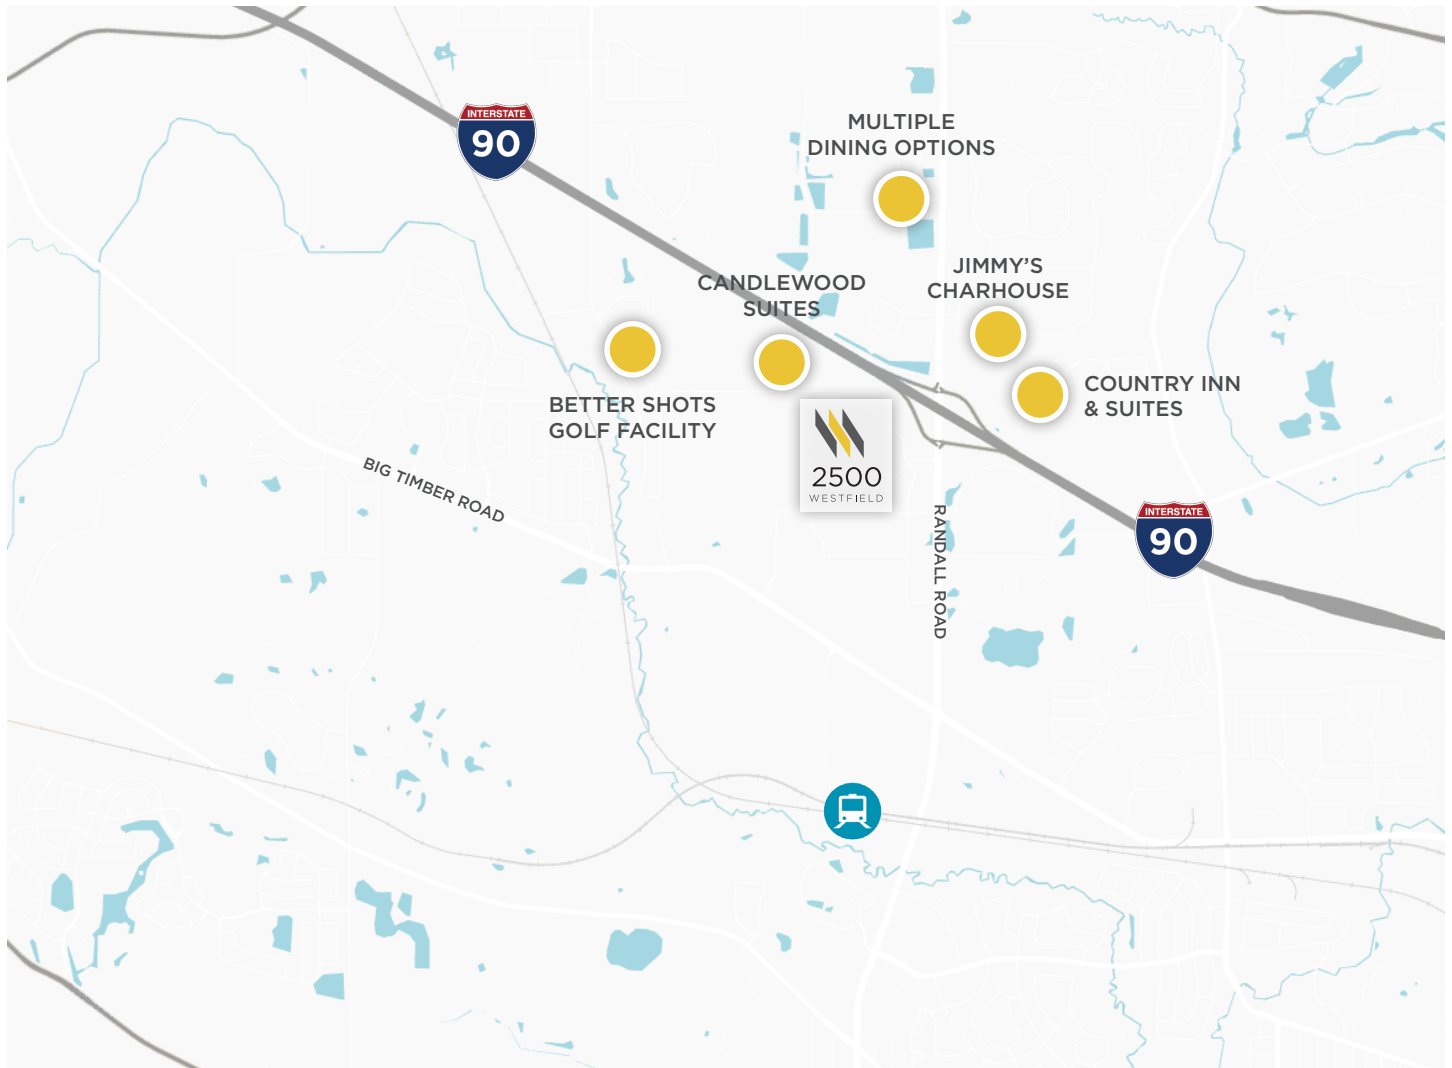 INTERSTATE
90
MULTIPLE
DINING OPTIONS
CANDLEWOOD
SUITES
JIMMY'S
CHARHOUSE
BETTER SHOTS
GOLF FACILITY
COUNTRY INN
& SUITES
2500
WESTFIELD
BIG TIMBER ROAD
RANDALL ROAD
INTERSTATE
90